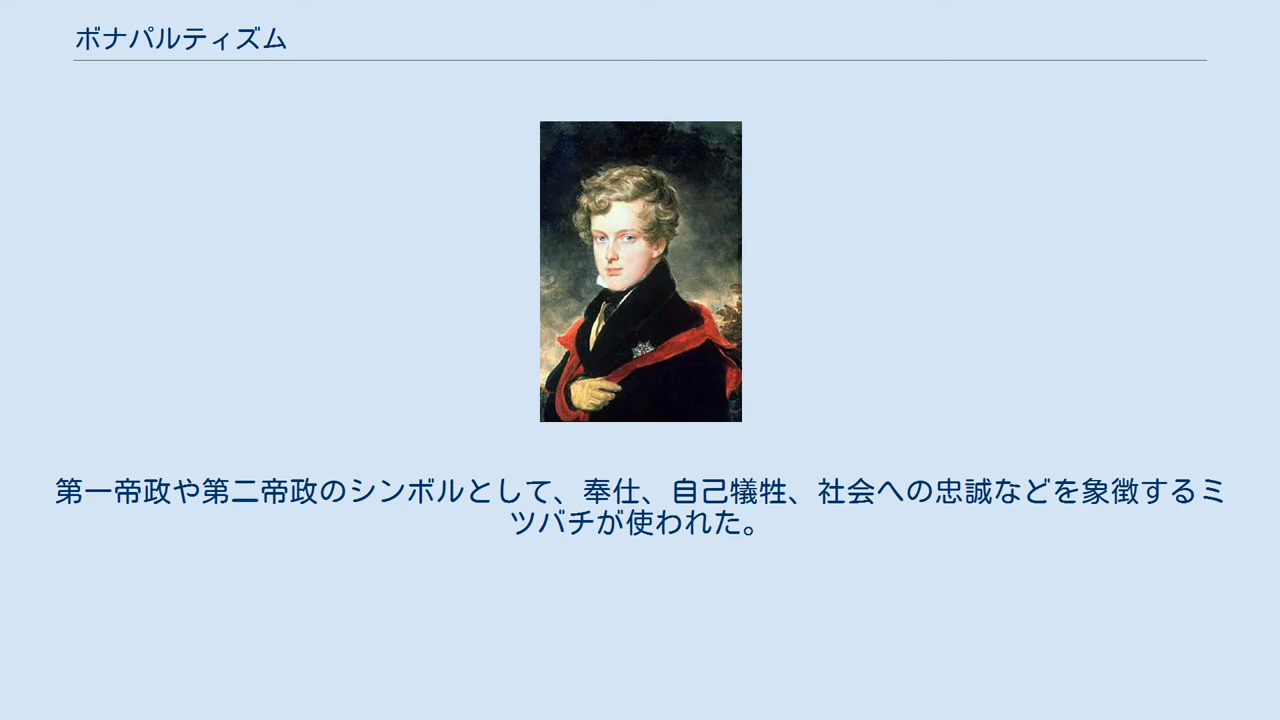 ボナパルティズム
第一帝政や第二帝政のシンボルとして、奉仕、自己犠牲、社会への忠誠などを象徴するミ
ツバチが使われた。